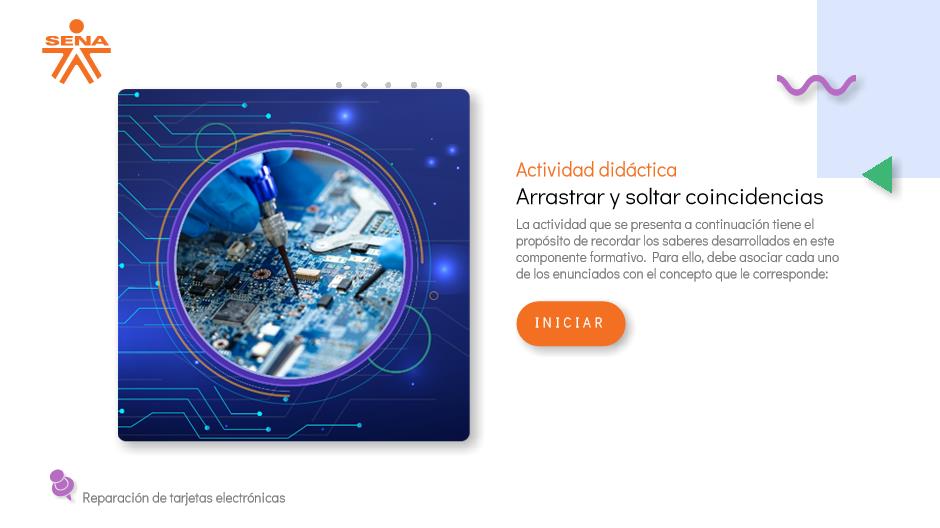 SENA
Actividad didáctica
Arrastrar y soltar coincidencias
La actividad que se presenta a continuación tiene el
propósito de recordar los saberes desarrollados en este
componente formativo. Para ello, debe asociar cada uno
de los enunciados con el concepto que le corresponde:
INICIAR
Reparación de tarjetas electrónicas